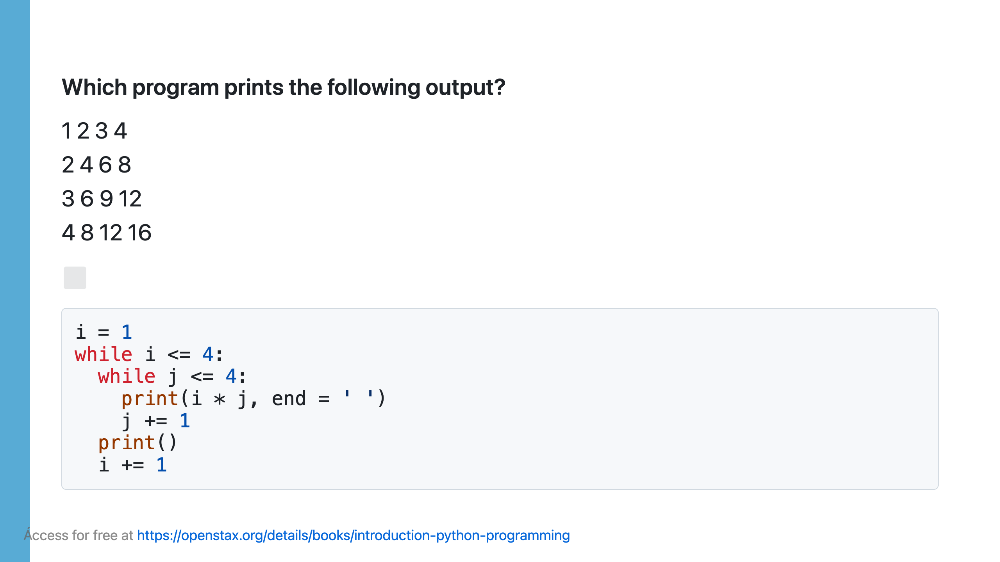 Which program prints the following output?
1 2 3 4
2 4 6 8
3 6 9 12
4 8 12 16
i = 1
while i <= 4:
  while j <= 4:
    print(i * j, end = ' ')
    j += 1
  print()
  i += 1
Áccess for free at https://openstax.org/details/books/introduction-python-programming